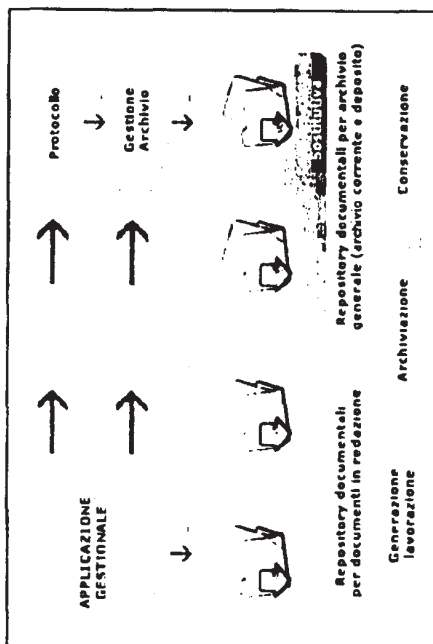 APPLICAZIONE
GESTIONALE
Protocollo
Gestione
Archivio
Sostitutiva
Repository documentali
per documenti in redazione
Repository documentali per archivio
generale (archivio corrente e deposito)
Generazione
lavorazione
Archiviazione
Conservazione